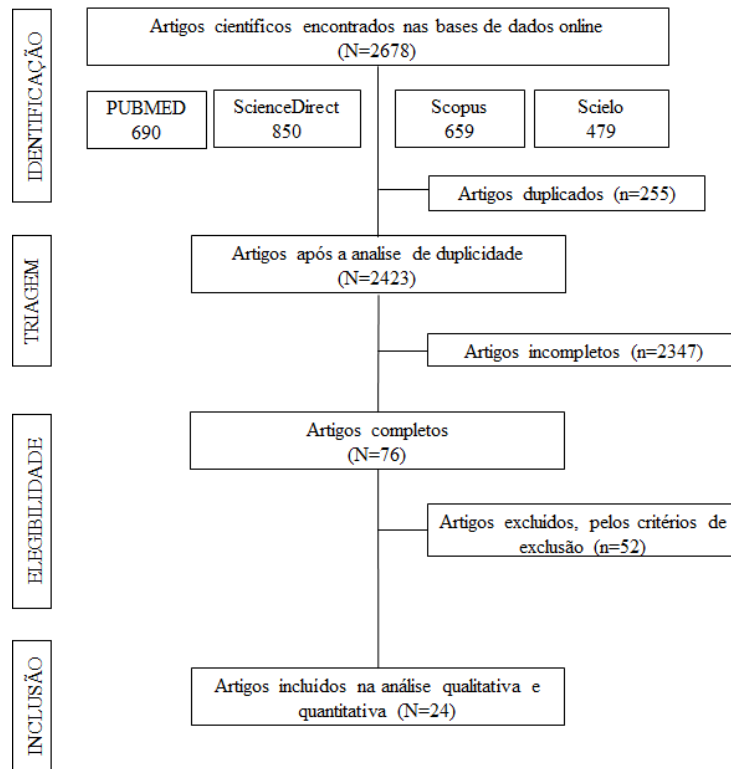 IDENTIFICAÇÃO
Artigos científicos encontrados nas bases de dados online
(N=2678)
PUBMED
690
ScienceDirect
850
Scopus
659
Scielo
479
Artigos duplicados (n=255)
TRIAGEM
Artigos após a analise de duplicidade
(N=2423)
Artigos incompletos (n=2347)
ELEGIBILIDADE
Artigos completos
(N=76)
Artigos excluídos, pelos critérios de
exclusão (n=52)
INCLUSÃO
Artigos incluídos na análise qualitativa e
quantitativa (N=24)